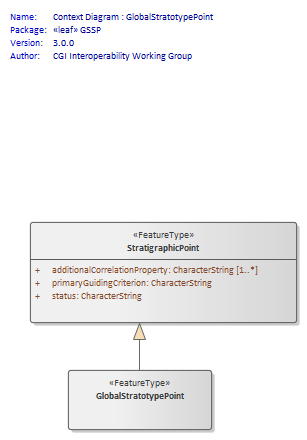 Name: Context Diagram : GlobalStratotypePoint
Package: «leaf» GSSP
Version: 3.0.0
Author: CGI Interoperability Working Group
«FeatureType»
StratigraphicPoint
+ additionalCorrelationProperty: CharacterString [1..*]
+ primaryGuidingCriterion: CharacterString
+ status: CharacterString
«FeatureType»
GlobalStratotypePoint